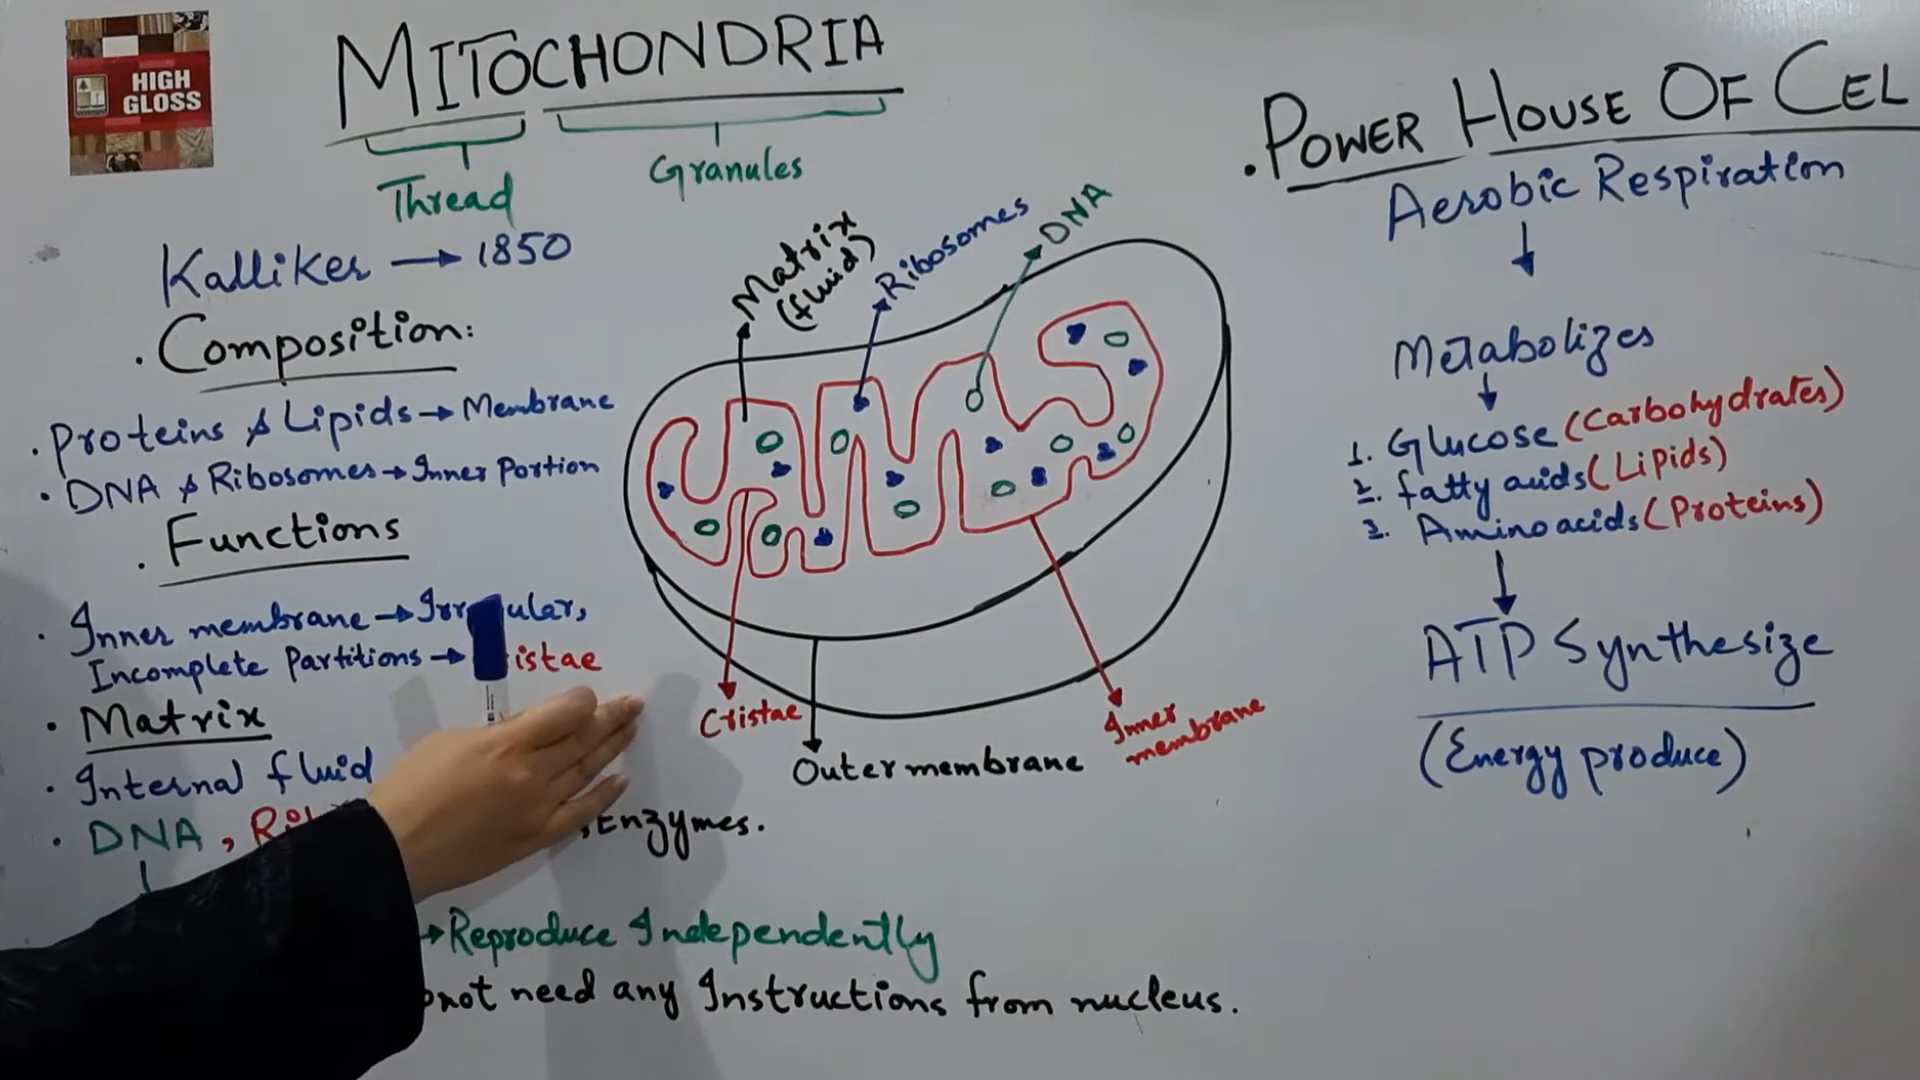 HIGH
GLOSS
MITOCHONDRIA
Thread
Granules
Kalliker → 1850
. Composition:
. Proteins & Lipids → Membrane
. DNA & Ribosomes → Inner Portion
. Functions
. Inner membrane → Irr ular,
Incomplete Partitions → istae
. Matrix
. Internal fluid
. DNA , Ri
, Enzymes.
→ Reproduce Independently
not need any Instructions from nucleus.
Matrix
(fluid)
Ribosomes
DNA
Cristae
Outer membrane
Inner
membrane
. POWER HOUSE OF CEL
Aerobic Respiration
Metabolizes
1. Glucose (Carbohydrates)
2. fatty acids (Lipids)
3. Amino acids (Proteins)
ATP Synthesize
(Energy produce)